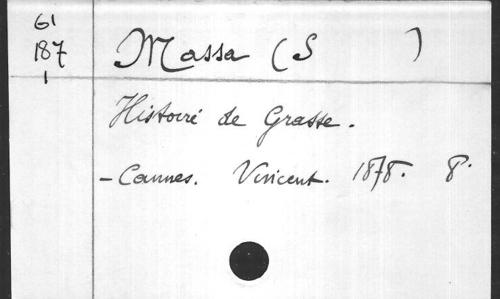 61
187
1
Massa (S )
Histoire de Grasse.
- Cannes. Vincent. 1878. 8°.